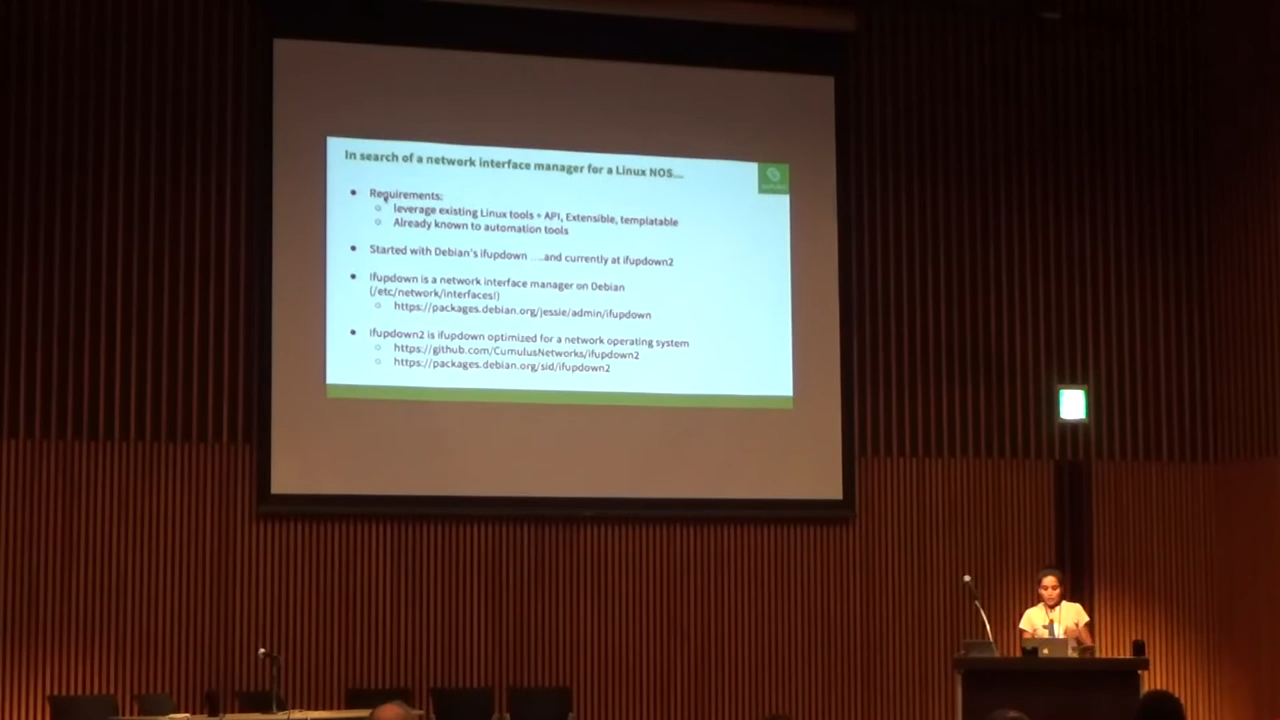 In search of a network interface manager for a Linux NOS...
● Requirements:
○ leverage existing Linux tools + API, Extensible, templatable
○ Already known to automation tools
● Started with Debian's ifupdown ....and currently at ifupdown2
● Ifupdown is a network interface manager on Debian
(/etc/network/interfaces!)
○ https://packages.debian.org/jessie/admin/ifupdown
● Ifupdown2 is ifupdown optimized for a network operating system
○ https://github.com/CumulusNetworks/ifupdown2
○ https://packages.debian.org/sid/ifupdown2